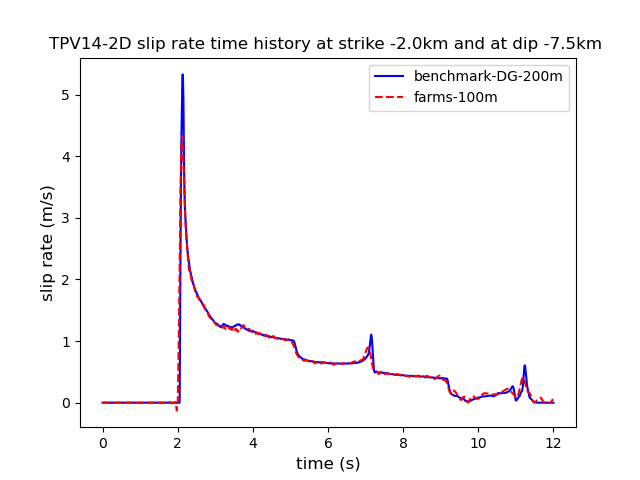 TPV14-2D slip rate time history at strike -2.0km and at dip -7.5km
benchmark-DG-200m
farms-100m
slip rate (m/s)
5
4
3
2
1
0
0 2 4 6 8 10 12
time (s)